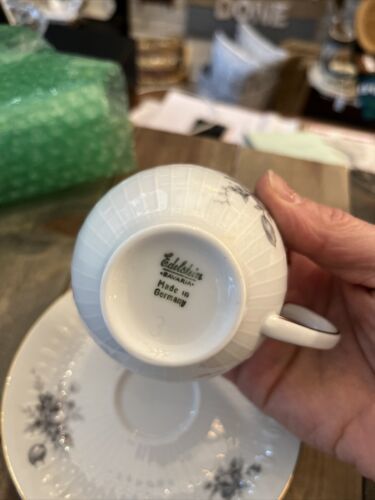 DONE
Edelstein
BAVARIA
Made in
Germany